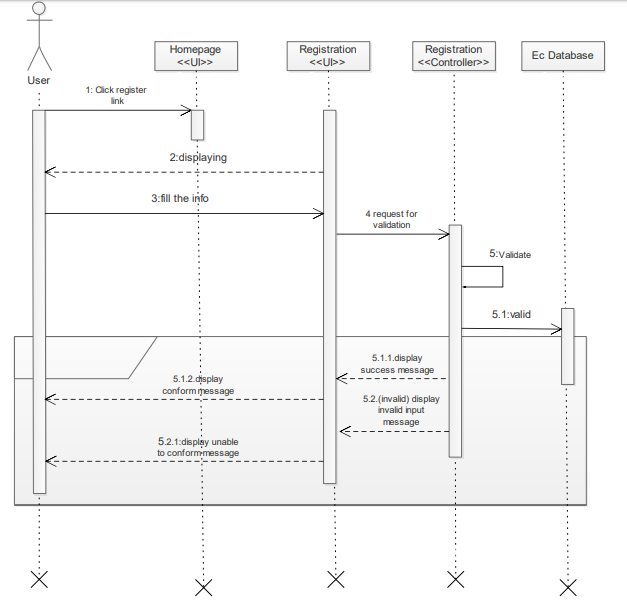 Homepage
<<UI>>
Registration
<<UI>>
Registration
<<Controller>>
Ec Database
User
1: Click register
link
2:displaying
3:fill the info
4 request for
validation
5:Validate
5.1:valid
5.1.1.display
success message
5.1.2.display
conform message
5.2.(invalid) display
invalid input
message
5.2.1:display unable
to conform message